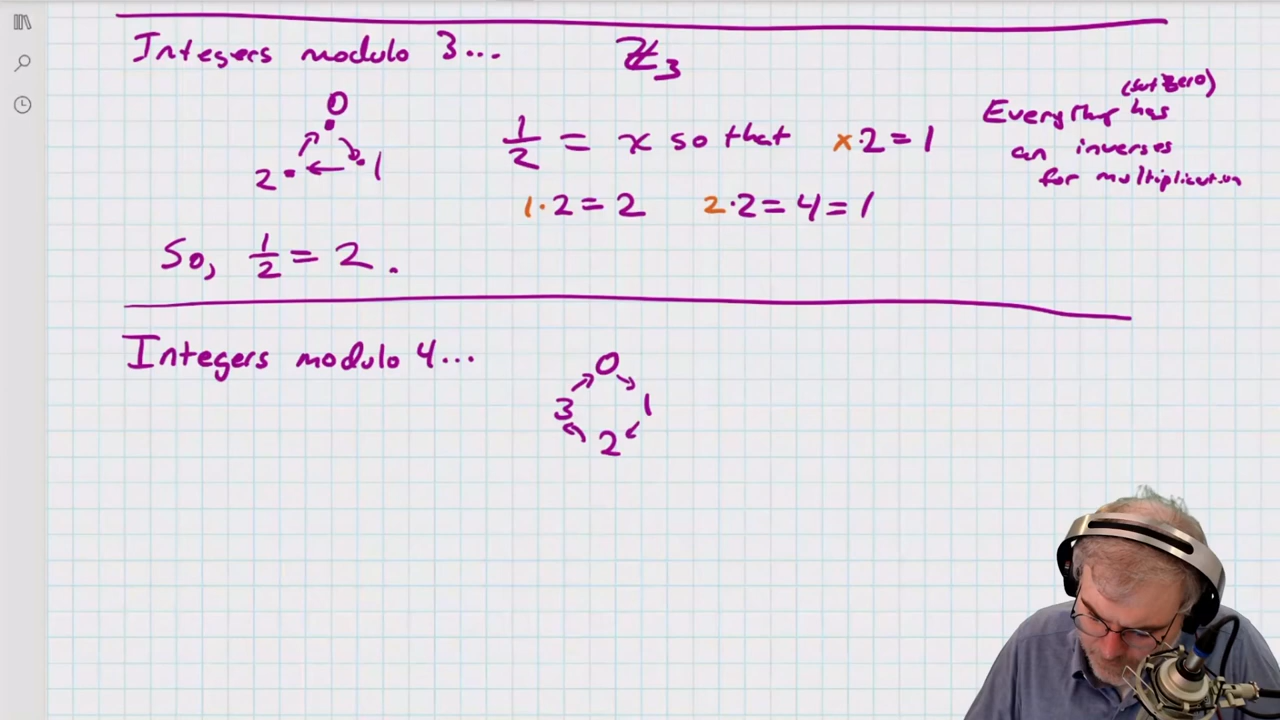 Integers modulo 3... ℤ₃
(but zero)
Everything has
an inverses
for multiplication
0
2 1
1/2 = x so that x·2=1
1·2=2 2·2=4=1
So, 1/2 = 2.
Integers modulo 4...
0
3 1
2